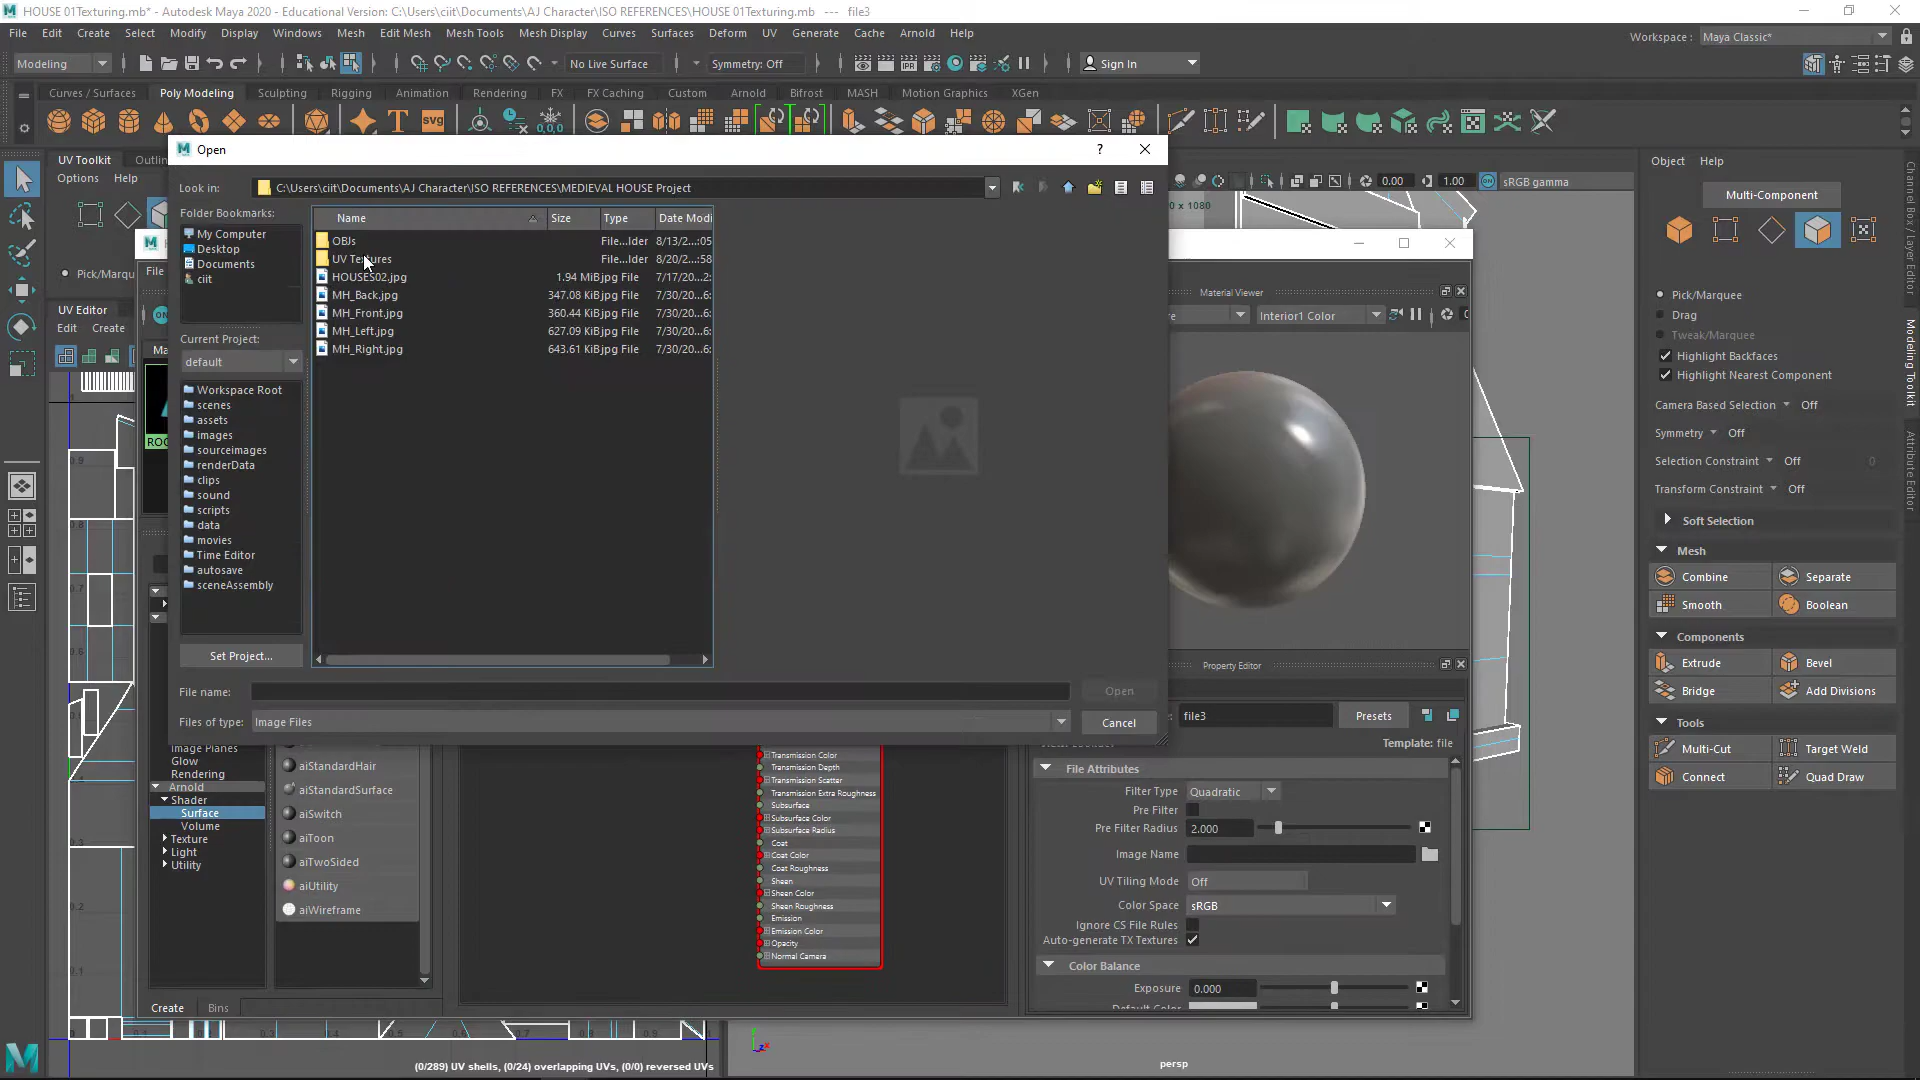 HOUSE 01Texturing.mb* - Autodesk Maya 2020 - Educational Version: C:\Users\ciit\Documents\AJ Character\ISO REFERENCES\HOUSE 01Texturing.mb --- file3
File Edit Create Select Modify Display Windows Mesh Edit Mesh Mesh Tools Mesh Display Curves Surfaces Deform UV Generate Cache Arnold Help
Workspace : Maya Classic*
Modeling No Live Surface Symmetry: Off Sign In
Curves / Surfaces Poly Modeling Sculpting Rigging Animation Rendering FX FX Caching Custom Arnold Bifrost MASH Motion Graphics XGen
svg 0,0,0
UV Toolkit
Options Help
Pick/Marq
UV Editor
Edit Create
Open
?
Look in: C:\Users\ciit\Documents\AJ Character\ISO REFERENCES\MEDIEVAL HOUSE Project
Folder Bookmarks:
My Computer
Desktop
Documents
ciit
Current Project:
default
Workspace Root
scenes
assets
images
sourceimages
renderData
clips
sound
scripts
data
movies
Time Editor
autosave
sceneAssembly
Set Project...
Name Size Type Date Modi
OBJs File...lder 8/13/2...:05
UV Textures File...lder 8/20/2...:58
HOUSES02.jpg 1.94 MiB jpg File 7/17/20...2:
MH_Back.jpg 347.08 KiB jpg File 7/30/20...6:
MH_Front.jpg 360.44 KiB jpg File 7/30/20...6:
MH_Left.jpg 627.09 KiB jpg File 7/30/20...6:
MH_Right.jpg 643.61 KiB jpg File 7/30/20...6:
File name: Open
Files of type: Image Files Cancel
0.00 1.00 sRGB gamma
x 1080
File
Material Viewer
Interior1 Color
Property Editor
file3 Presets
Template: file
File Attributes
Filter Type Quadratic
Pre Filter
Pre Filter Radius 2.000
Image Name
UV Tiling Mode Off
Color Space sRGB
Ignore CS File Rules
Auto-generate TX Textures
Color Balance
Exposure 0.000
Image Planes
Glow
Rendering
Arnold
Shader
Surface
Volume
Texture
Light
Utility
Create Bins
aiStandardHair
aiStandardSurface
aiSwitch
aiToon
aiTwoSided
aiUtility
aiWireframe
Transmission Color
Transmission Depth
Transmission Scatter
Transmission Extra Roughness
Subsurface
Subsurface Color
Subsurface Radius
Coat
Coat Color
Coat Roughness
Sheen
Sheen Color
Sheen Roughness
Emission
Emission Color
Opacity
Normal Camera
(0/289) UV shells, (0/24) overlapping UVs, (0/0) reversed UVs
persp
Object Help
Multi-Component
Pick/Marquee
Drag
Tweak/Marquee
Highlight Backfaces
Highlight Nearest Component
Camera Based Selection Off
Symmetry Off
Selection Constraint Off 0
Transform Constraint Off
Soft Selection
Mesh
Combine Separate
Smooth Boolean
Components
Extrude Bevel
Bridge Add Divisions
Tools
Multi-Cut Target Weld
Connect Quad Draw
Channel Box / Layer Editor
Modeling Toolkit
Attribute Editor